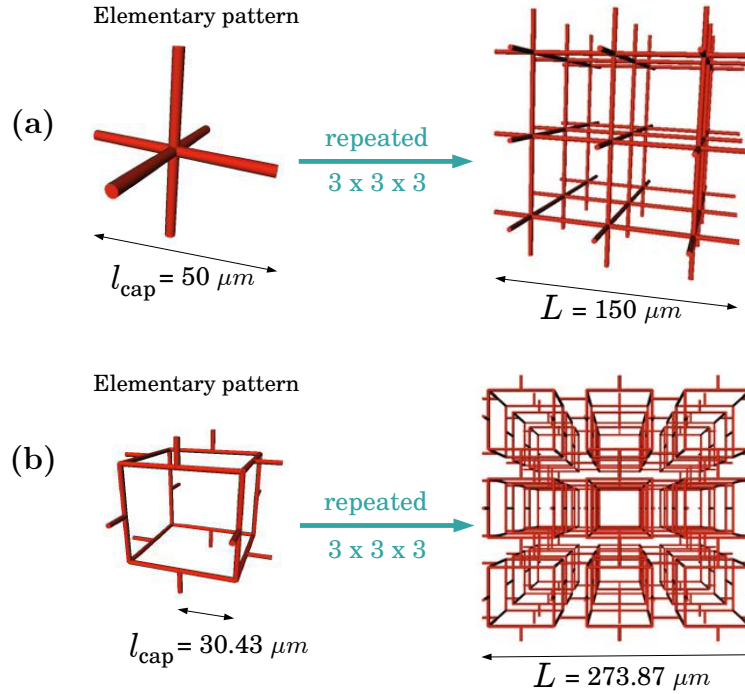 Elementary pattern
(a)
repeated
3 x 3 x 3
l_cap = 50 μm
L = 150 μm
Elementary pattern
(b)
repeated
3 x 3 x 3
l_cap = 30.43 μm
L = 273.87 μm